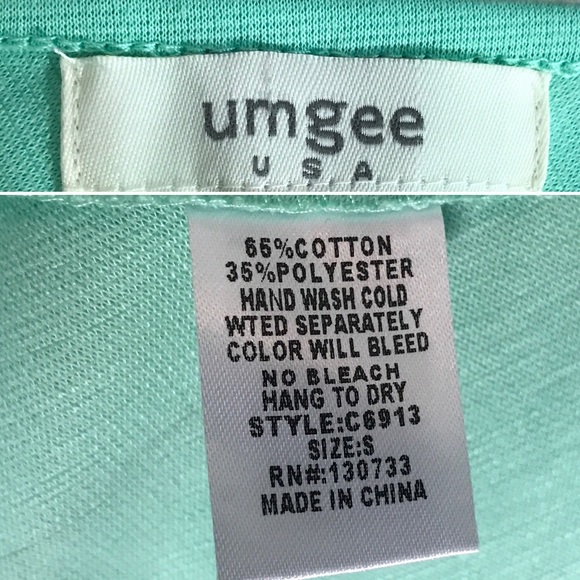 umgee
USA
65%COTTON
35%POLYESTER
HAND WASH COLD
WTED SEPARATELY
COLOR WILL BLEED
NO BLEACH
HANG TO DRY
STYLE:C6913
SIZE:S
RN#:130733
MADE IN CHINA